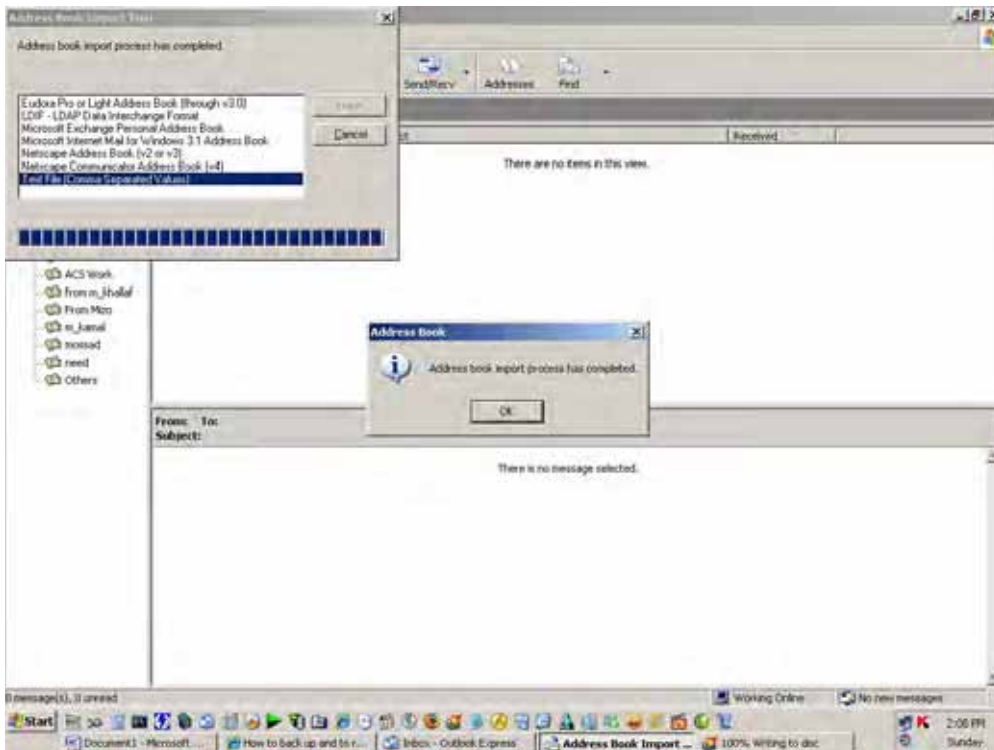 Address Book Import Tool
Address book import process has completed.
Eudora Pro or Light Address Book (through v3.0)
LDIF - LDAP Data Interchange Format
Microsoft Exchange Personal Address Book
Microsoft Internet Mail for Windows 3.1 Address Book
Netscape Address Book (v2 or v3)
Netscape Communicator Address Book (v4)
Text File (Comma Separated Values)
Import
Cancel
Send/Recv
Addresses
Find
Received
There are no items in this view.
ACS Work
from m_khallaf
From Mizo
m_kamal
mossad
need
Others
Address Book
Address book import process has completed.
OK
From: To:
Subject:
There is no message selected.
0 message(s), 0 unread
Working Online
No new messages
Start
2:06 PM
Document1 - Microsoft ...
How to back up and to r...
Inbox - Outlook Express
Address Book Import ...
100% Writing to disc
Sunday